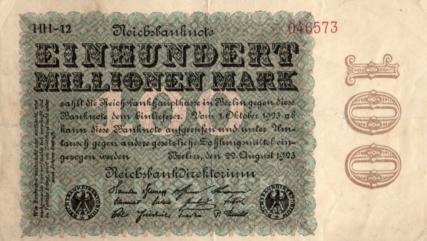 HH-12 Reichsbanknote 046573
EINHUNDERT
MILLIONEN MARK
zahlt die Reichsbankhauptkasse in Berlin gegen diese
Banknote dem Einlieferer. Vom 1. Oktober 1923 ab
kann diese Banknote aufgerufen und unter Um-
tausch gegen andere gesetzliche Zahlungsmittel ein-
gezogen werden
Berlin, den 22. August 1923
Reichsbankdirektorium
100